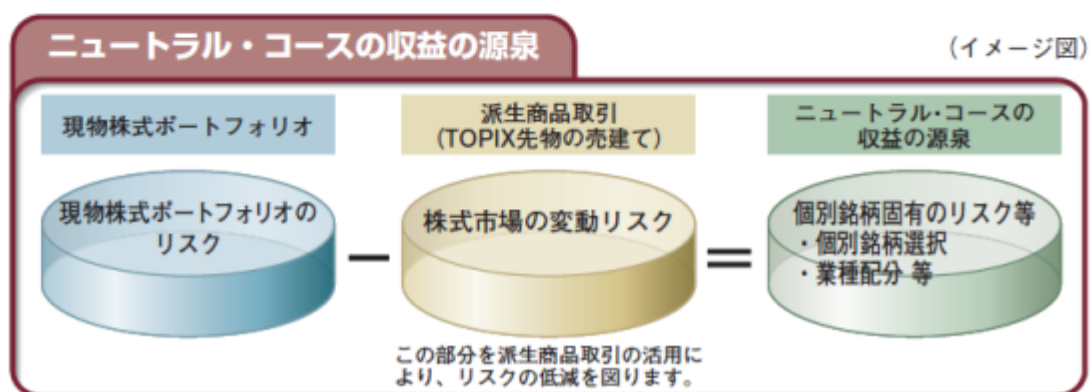 ニュートラル・コースの収益の源泉
(イメージ図)
現物株式ポートフォリオ
派生商品取引
(TOPIX先物の売建て)
ニュートラル・コースの
収益の源泉
現物株式ポートフォリオの
リスク
−
株式市場の変動リスク
=
個別銘柄固有のリスク等
・個別銘柄選択
・業種配分 等
この部分を派生商品取引の活用に
より、リスクの低減を図ります。